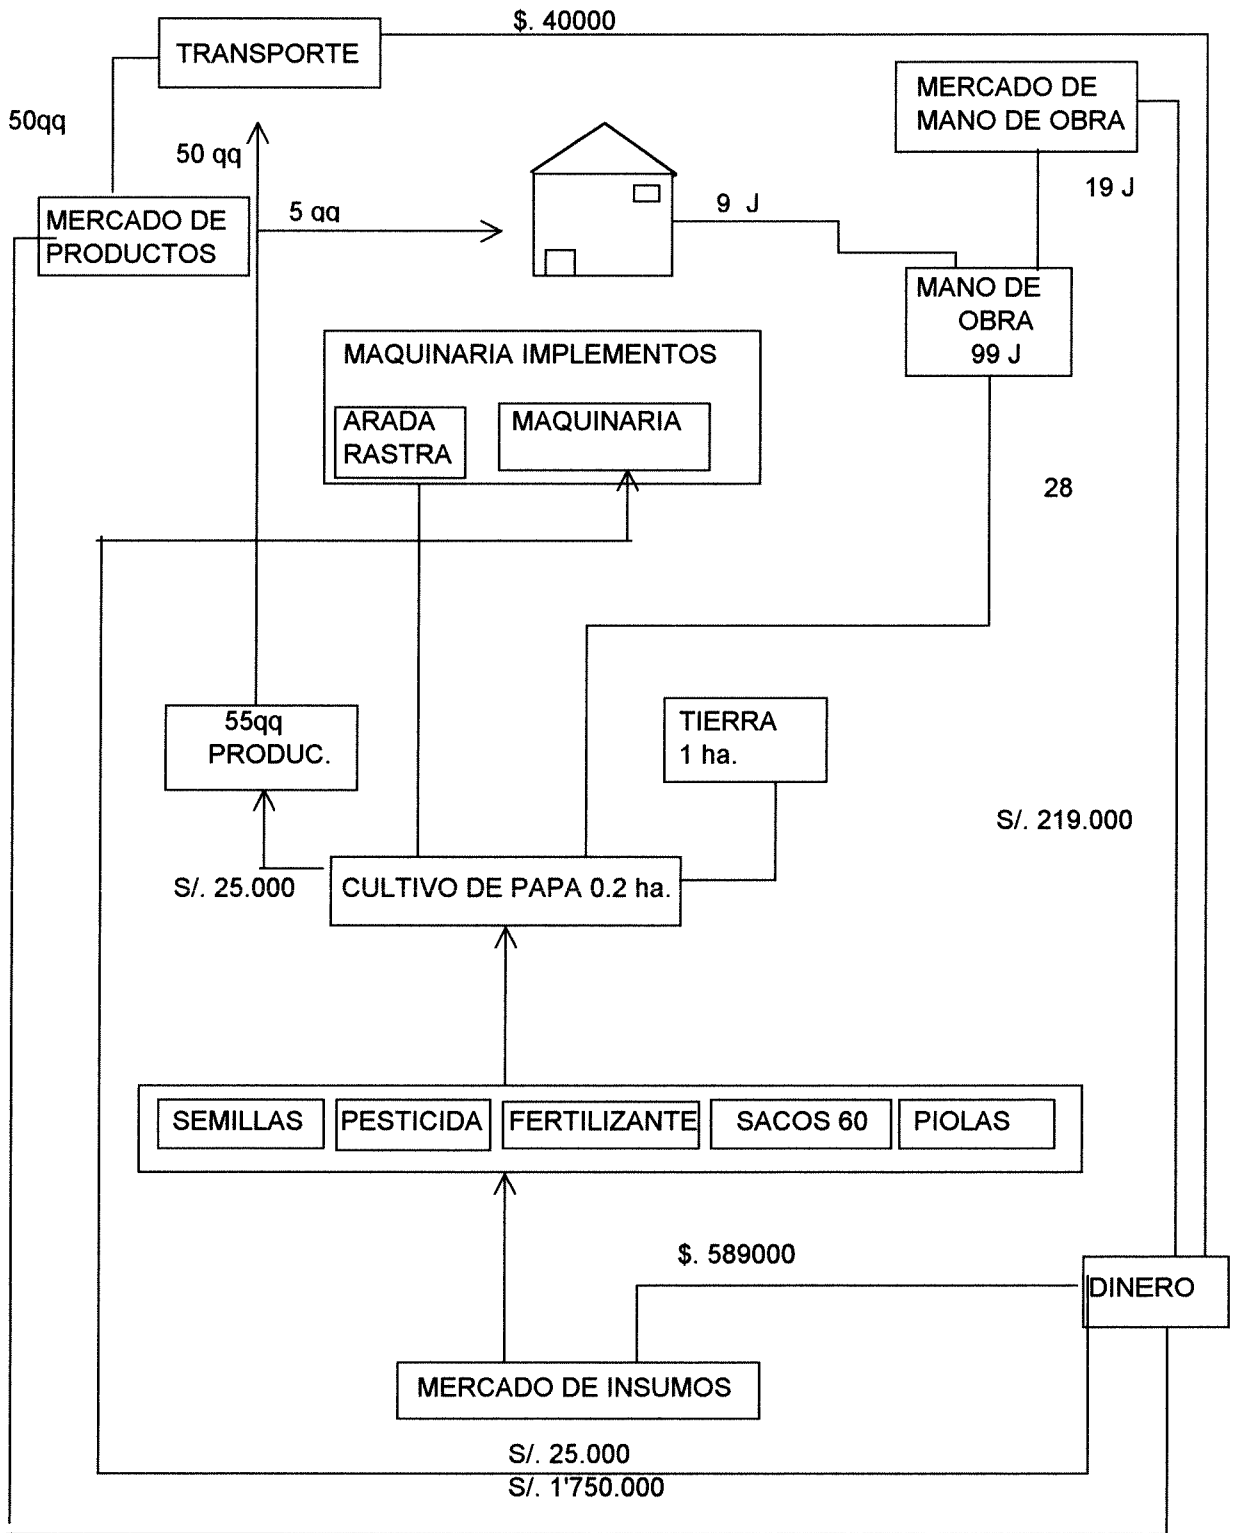 $. 40000
TRANSPORTE
MERCADO DE
MANO DE OBRA
50qq
50 qq
19 J
5 qq
9 J
MERCADO DE
PRODUCTOS
MANO DE
OBRA
99 J
MAQUINARIA IMPLEMENTOS
ARADA
RASTRA
MAQUINARIA
28
55qq
PRODUC.
TIERRA
1 ha.
S/. 219.000
S/. 25.000
CULTIVO DE PAPA 0.2 ha.
SEMILLAS
PESTICIDA
FERTILIZANTE
SACOS 60
PIOLAS
$. 589000
DINERO
MERCADO DE INSUMOS
S/. 25.000
S/. 1'750.000